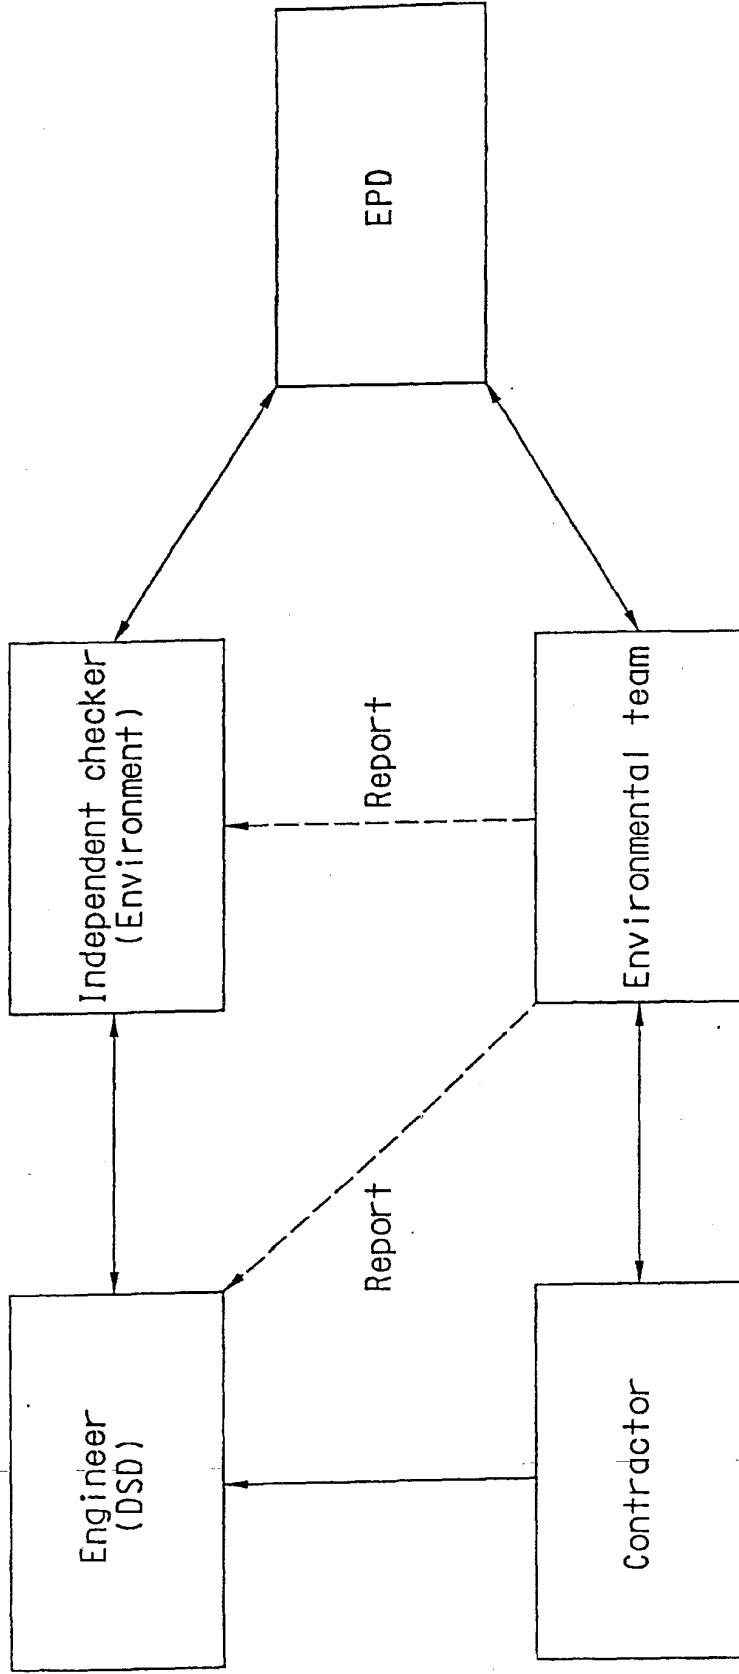 Engineer
(DSD)
Independent checker
(Environment)
EPD
Report
Report
Contractor
Environmental team